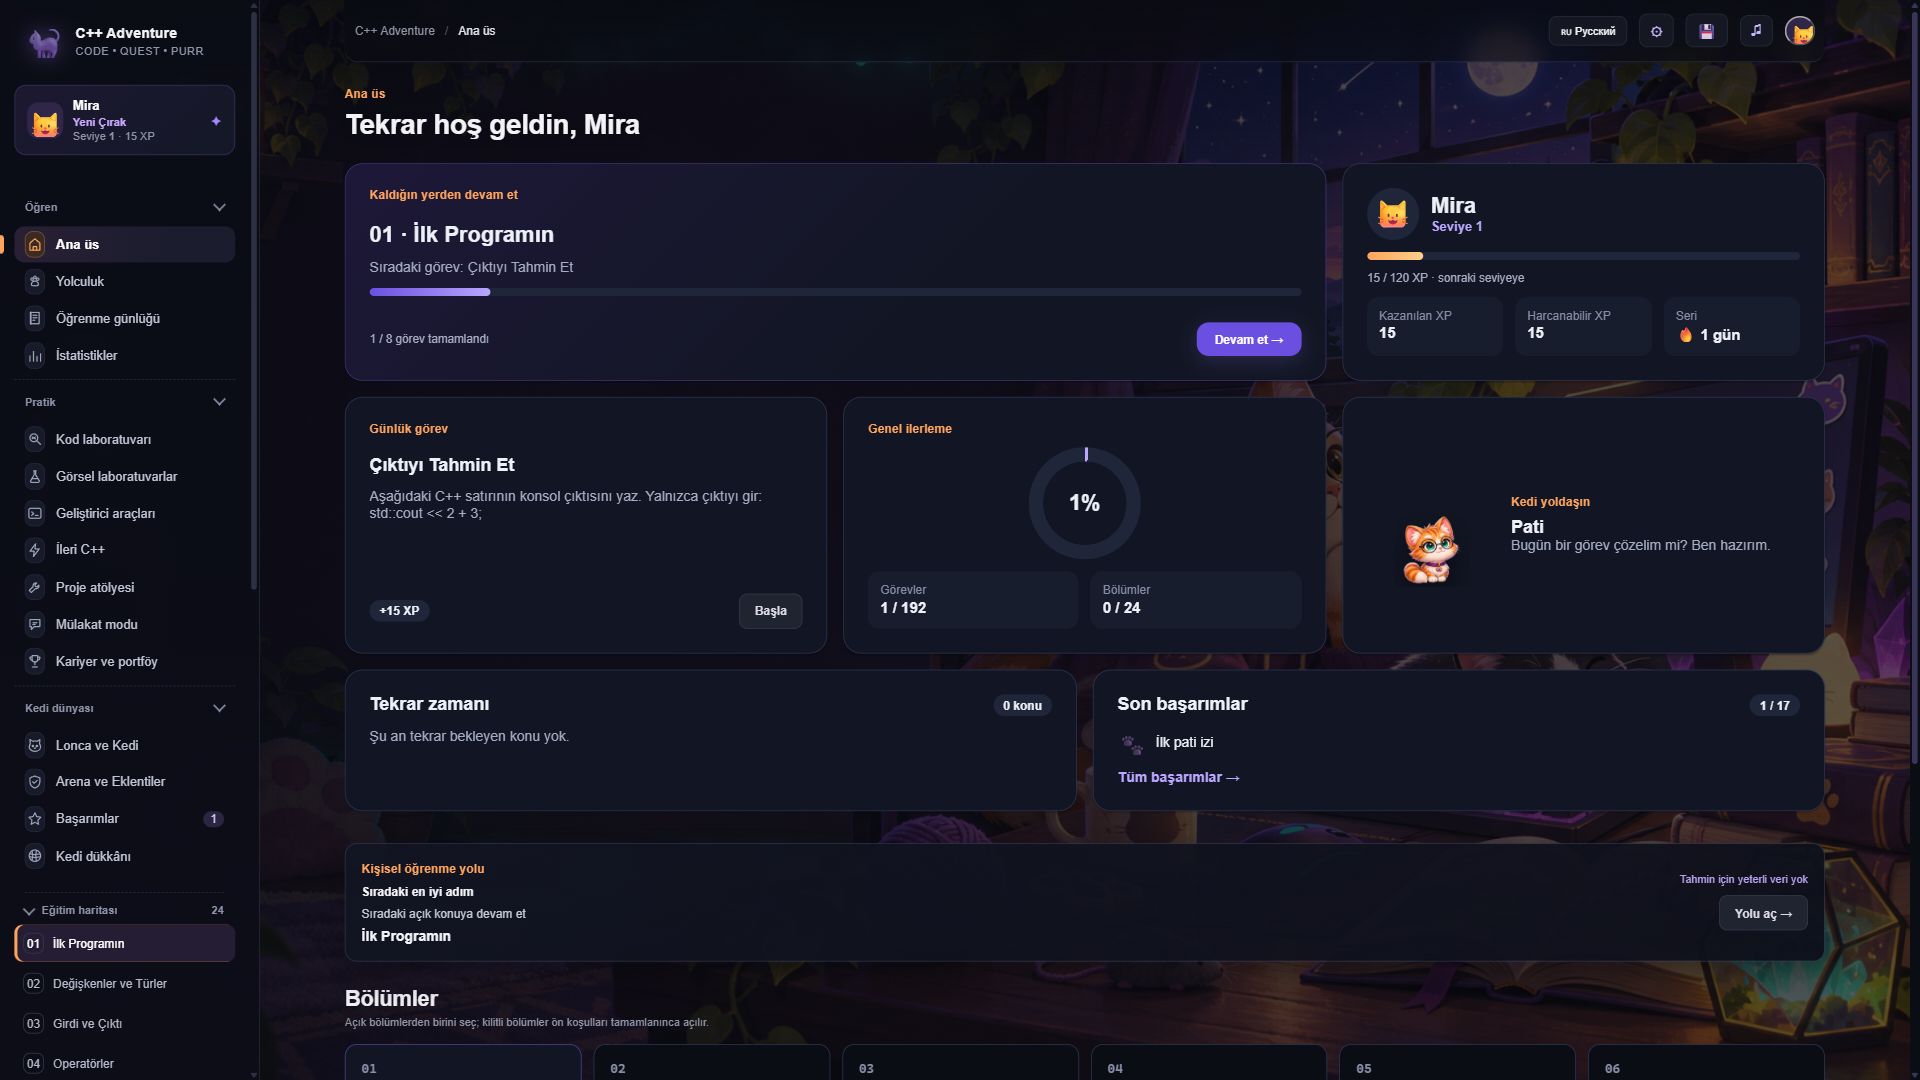 C++ Adventure
CODE • QUEST • PURR
Mira
Yeni Çırak
Seviye 1 · 15 XP
Öğren
Ana üs
Yolculuk
Öğrenme günlüğü
İstatistikler
Pratik
Kod laboratuvarı
Görsel laboratuvarlar
Geliştirici araçları
İleri C++
Proje atölyesi
Mülakat modu
Kariyer ve portföy
Kedi dünyası
Lonca ve Kedi
Arena ve Eklentiler
Başarımlar 1
Kedi dükkânı
Eğitim haritası 24
01 İlk Programın
02 Değişkenler ve Türler
03 Girdi ve Çıktı
04 Operatörler
C++ Adventure / Ana üs
RU Русский
Ana üs
Tekrar hoş geldin, Mira
Kaldığın yerden devam et
01 · İlk Programın
Sıradaki görev: Çıktıyı Tahmin Et
1 / 8 görev tamamlandı
Devam et →
Mira
Seviye 1
15 / 120 XP · sonraki seviyeye
Kazanılan XP
15
Harcanabilir XP
15
Seri
1 gün
Günlük görev
Çıktıyı Tahmin Et
Aşağıdaki C++ satırının konsol çıktısını yaz. Yalnızca çıktıyı gir:
std::cout << 2 + 3;
+15 XP
Başla
Genel ilerleme
1%
Görevler
1 / 192
Bölümler
0 / 24
Kedi yoldaşın
Pati
Bugün bir görev çözelim mi? Ben hazırım.
Tekrar zamanı
0 konu
Şu an tekrar bekleyen konu yok.
Son başarımlar
1 / 17
İlk pati izi
Tüm başarımlar →
Kişisel öğrenme yolu
Sıradaki en iyi adım
Sıradaki açık konuya devam et
İlk Programın
Tahmin için yeterli veri yok
Yolu aç →
Bölümler
Açık bölümlerden birini seç; kilitli bölümler ön koşulları tamamlanınca açılır.
01
02
03
04
05
06